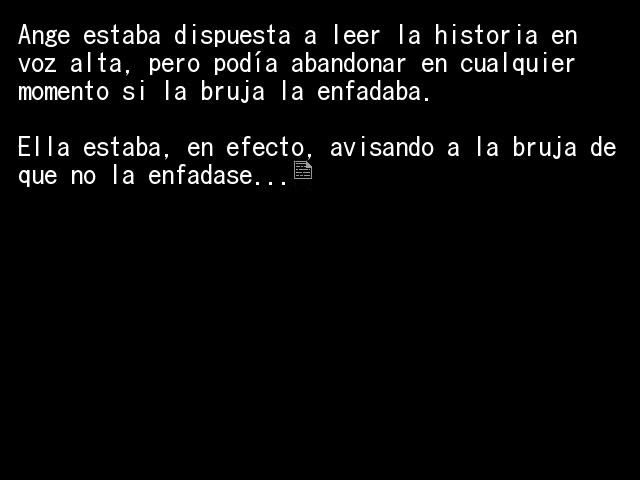 Ange estaba dispuesta a leer la historia en
voz alta, pero podía abandonar en cualquier
momento si la bruja la enfadaba.
Ella estaba, en efecto, avisando a la bruja de
que no la enfadase...